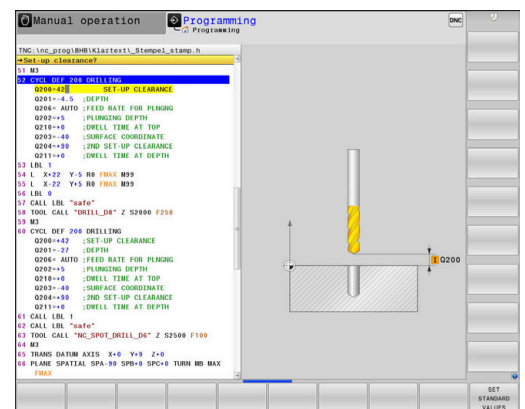 Manual operation
Programming
Programming
DNC
TNC:\nc_prog\BHB\Klartext\_Stempel_stamp.h
→Set-up clearance?
51 M3
52 CYCL DEF 200 DRILLING
Q200=42 SET-UP CLEARANCE
Q201=-4.5 ;DEPTH
Q206= AUTO ;FEED RATE FOR PLNGNG
Q202=+5 ;PLUNGING DEPTH
Q210=+0 ;DWELL TIME AT TOP
Q203=-40 ;SURFACE COORDINATE
Q204=+90 ;2ND SET-UP CLEARANCE
Q211=+0 ;DWELL TIME AT DEPTH
53 LBL 1
54 L X+22 Y-5 R0 FMAX M99
55 L X-22 Y+5 R0 FMAX M99
56 LBL 0
57 CALL LBL "safe"
58 TOOL CALL "DRILL_D8" Z S2000 F250
59 M3
60 CYCL DEF 200 DRILLING
Q200=+42 ;SET-UP CLEARANCE
Q201=-27 ;DEPTH
Q206= AUTO ;FEED RATE FOR PLNGNG
Q202=+5 ;PLUNGING DEPTH
Q210=+0 ;DWELL TIME AT TOP
Q203=-40 ;SURFACE COORDINATE
Q204=+90 ;2ND SET-UP CLEARANCE
Q211=+0 ;DWELL TIME AT DEPTH
61 CALL LBL 1
62 CALL LBL "safe"
63 TOOL CALL "NC_SPOT_DRILL_D6" Z S2500 F100
64 M3
65 TRANS DATUM AXIS X+0 Y+9 Z+0
66 PLANE SPATIAL SPA-90 SPB+0 SPC+0 TURN MB MAX
FMAX
Q200
SET
STANDARD
VALUES